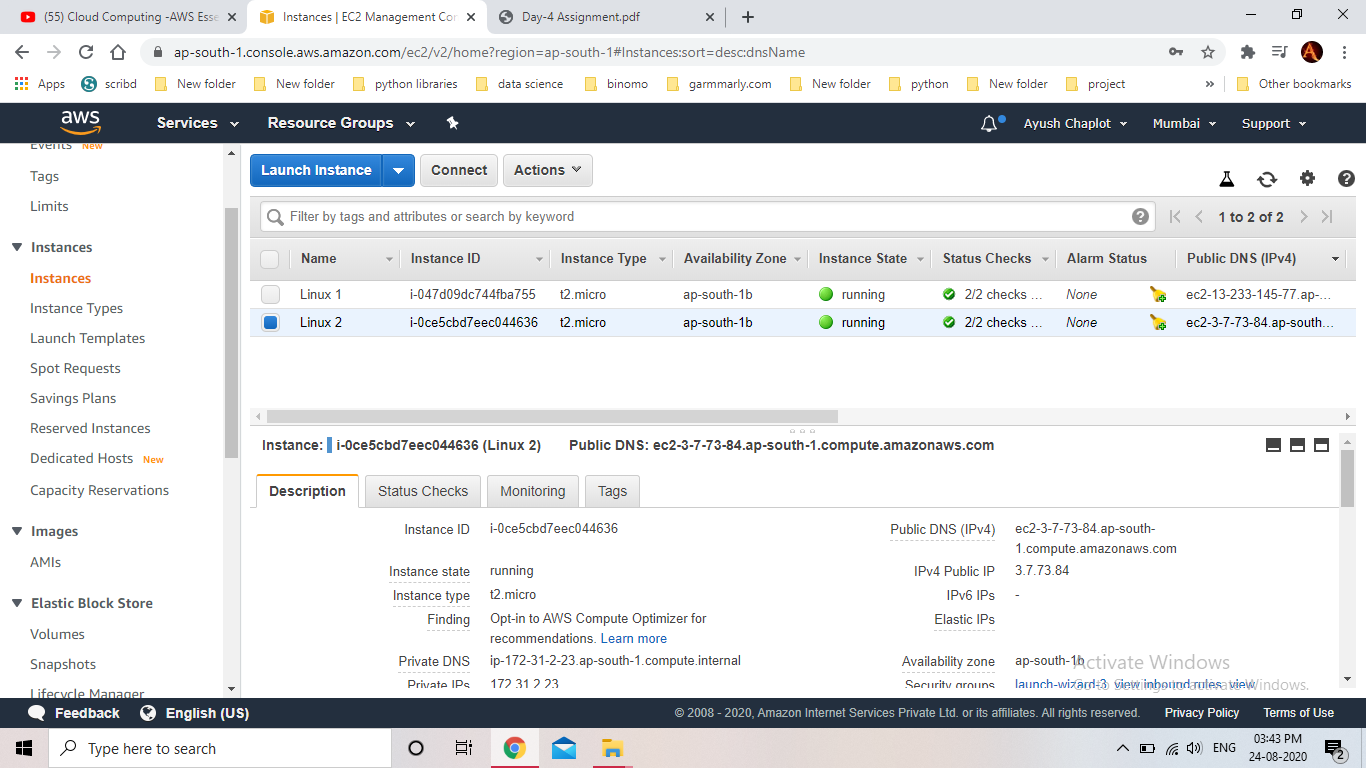 (55) Cloud Computing -AWS Esse
Instances | EC2 Management Con
Day-4 Assignment.pdf
ap-south-1.console.aws.amazon.com/ec2/v2/home?region=ap-south-1#Instances:sort=desc:dnsName
Apps scribd New folder New folder python libraries data science binomo garmmarly.com New folder python New folder project » Other bookmarks
aws Services Resource Groups Ayush Chaplot Mumbai Support
Events New
Tags
Limits
Instances
Instances
Instance Types
Launch Templates
Spot Requests
Savings Plans
Reserved Instances
Dedicated Hosts New
Capacity Reservations
Images
AMIs
Elastic Block Store
Volumes
Snapshots
Lifecycle Manager
Launch Instance Connect Actions
Filter by tags and attributes or search by keyword
1 to 2 of 2
Name Instance ID Instance Type Availability Zone Instance State Status Checks Alarm Status Public DNS (IPv4)
Linux 1 i-047d09dc744fba755 t2.micro ap-south-1b running 2/2 checks ... None ec2-13-233-145-77.ap-...
Linux 2 i-0ce5cbd7eec044636 t2.micro ap-south-1b running 2/2 checks ... None ec2-3-7-73-84.ap-south...
Instance: i-0ce5cbd7eec044636 (Linux 2) Public DNS: ec2-3-7-73-84.ap-south-1.compute.amazonaws.com
Description Status Checks Monitoring Tags
Instance ID i-0ce5cbd7eec044636
Instance state running
Instance type t2.micro
Finding Opt-in to AWS Compute Optimizer for
recommendations. Learn more
Private DNS ip-172-31-2-23.ap-south-1.compute.internal
Private IPs 172.31.2.23
Public DNS (IPv4) ec2-3-7-73-84.ap-south-
1.compute.amazonaws.com
IPv4 Public IP 3.7.73.84
IPv6 IPs -
Elastic IPs
Availability zone ap-south-1b
Security groups launch-wizard-3. view inbound rules. view
Activate Windows
Go to Settings to activate Windows.
Feedback English (US)
© 2008 - 2020, Amazon Internet Services Private Ltd. or its affiliates. All rights reserved. Privacy Policy Terms of Use
Type here to search
ENG
03:43 PM
24-08-2020
2